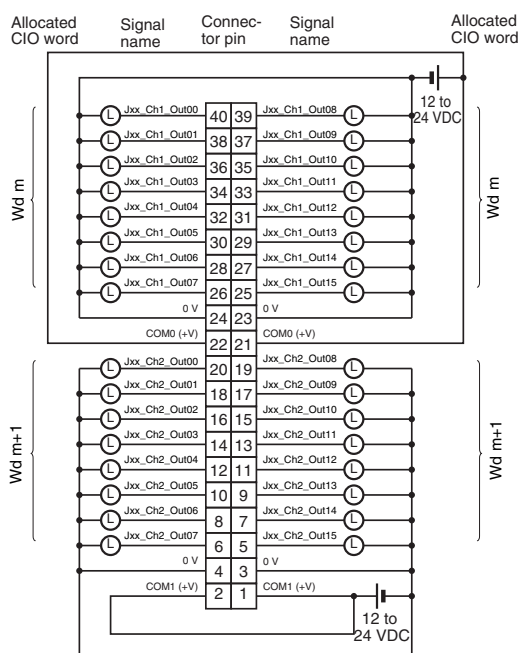 Allocated CIO word Signal name Connec-tor pin Signal name Allocated CIO word
12 to 24 VDC
Wd m
Wd m
L Jxx_Ch1_Out00 40 39 Jxx_Ch1_Out08 L
L Jxx_Ch1_Out01 38 37 Jxx_Ch1_Out09 L
L Jxx_Ch1_Out02 36 35 Jxx_Ch1_Out10 L
L Jxx_Ch1_Out03 34 33 Jxx_Ch1_Out11 L
L Jxx_Ch1_Out04 32 31 Jxx_Ch1_Out12 L
L Jxx_Ch1_Out05 30 29 Jxx_Ch1_Out13 L
L Jxx_Ch1_Out06 28 27 Jxx_Ch1_Out14 L
L Jxx_Ch1_Out07 26 25 Jxx_Ch1_Out15 L
0 V 24 23 0 V
COM0 (+V) 22 21 COM0 (+V)
Wd m+1
Wd m+1
L Jxx_Ch2_Out00 20 19 Jxx_Ch2_Out08 L
L Jxx_Ch2_Out01 18 17 Jxx_Ch2_Out09 L
L Jxx_Ch2_Out02 16 15 Jxx_Ch2_Out10 L
L Jxx_Ch2_Out03 14 13 Jxx_Ch2_Out11 L
L Jxx_Ch2_Out04 12 11 Jxx_Ch2_Out12 L
L Jxx_Ch2_Out05 10 9 Jxx_Ch2_Out13 L
L Jxx_Ch2_Out06 8 7 Jxx_Ch2_Out14 L
L Jxx_Ch2_Out07 6 5 Jxx_Ch2_Out15 L
0 V 4 3 0 V
COM1 (+V) 2 1 COM1 (+V)
12 to
24 VDC